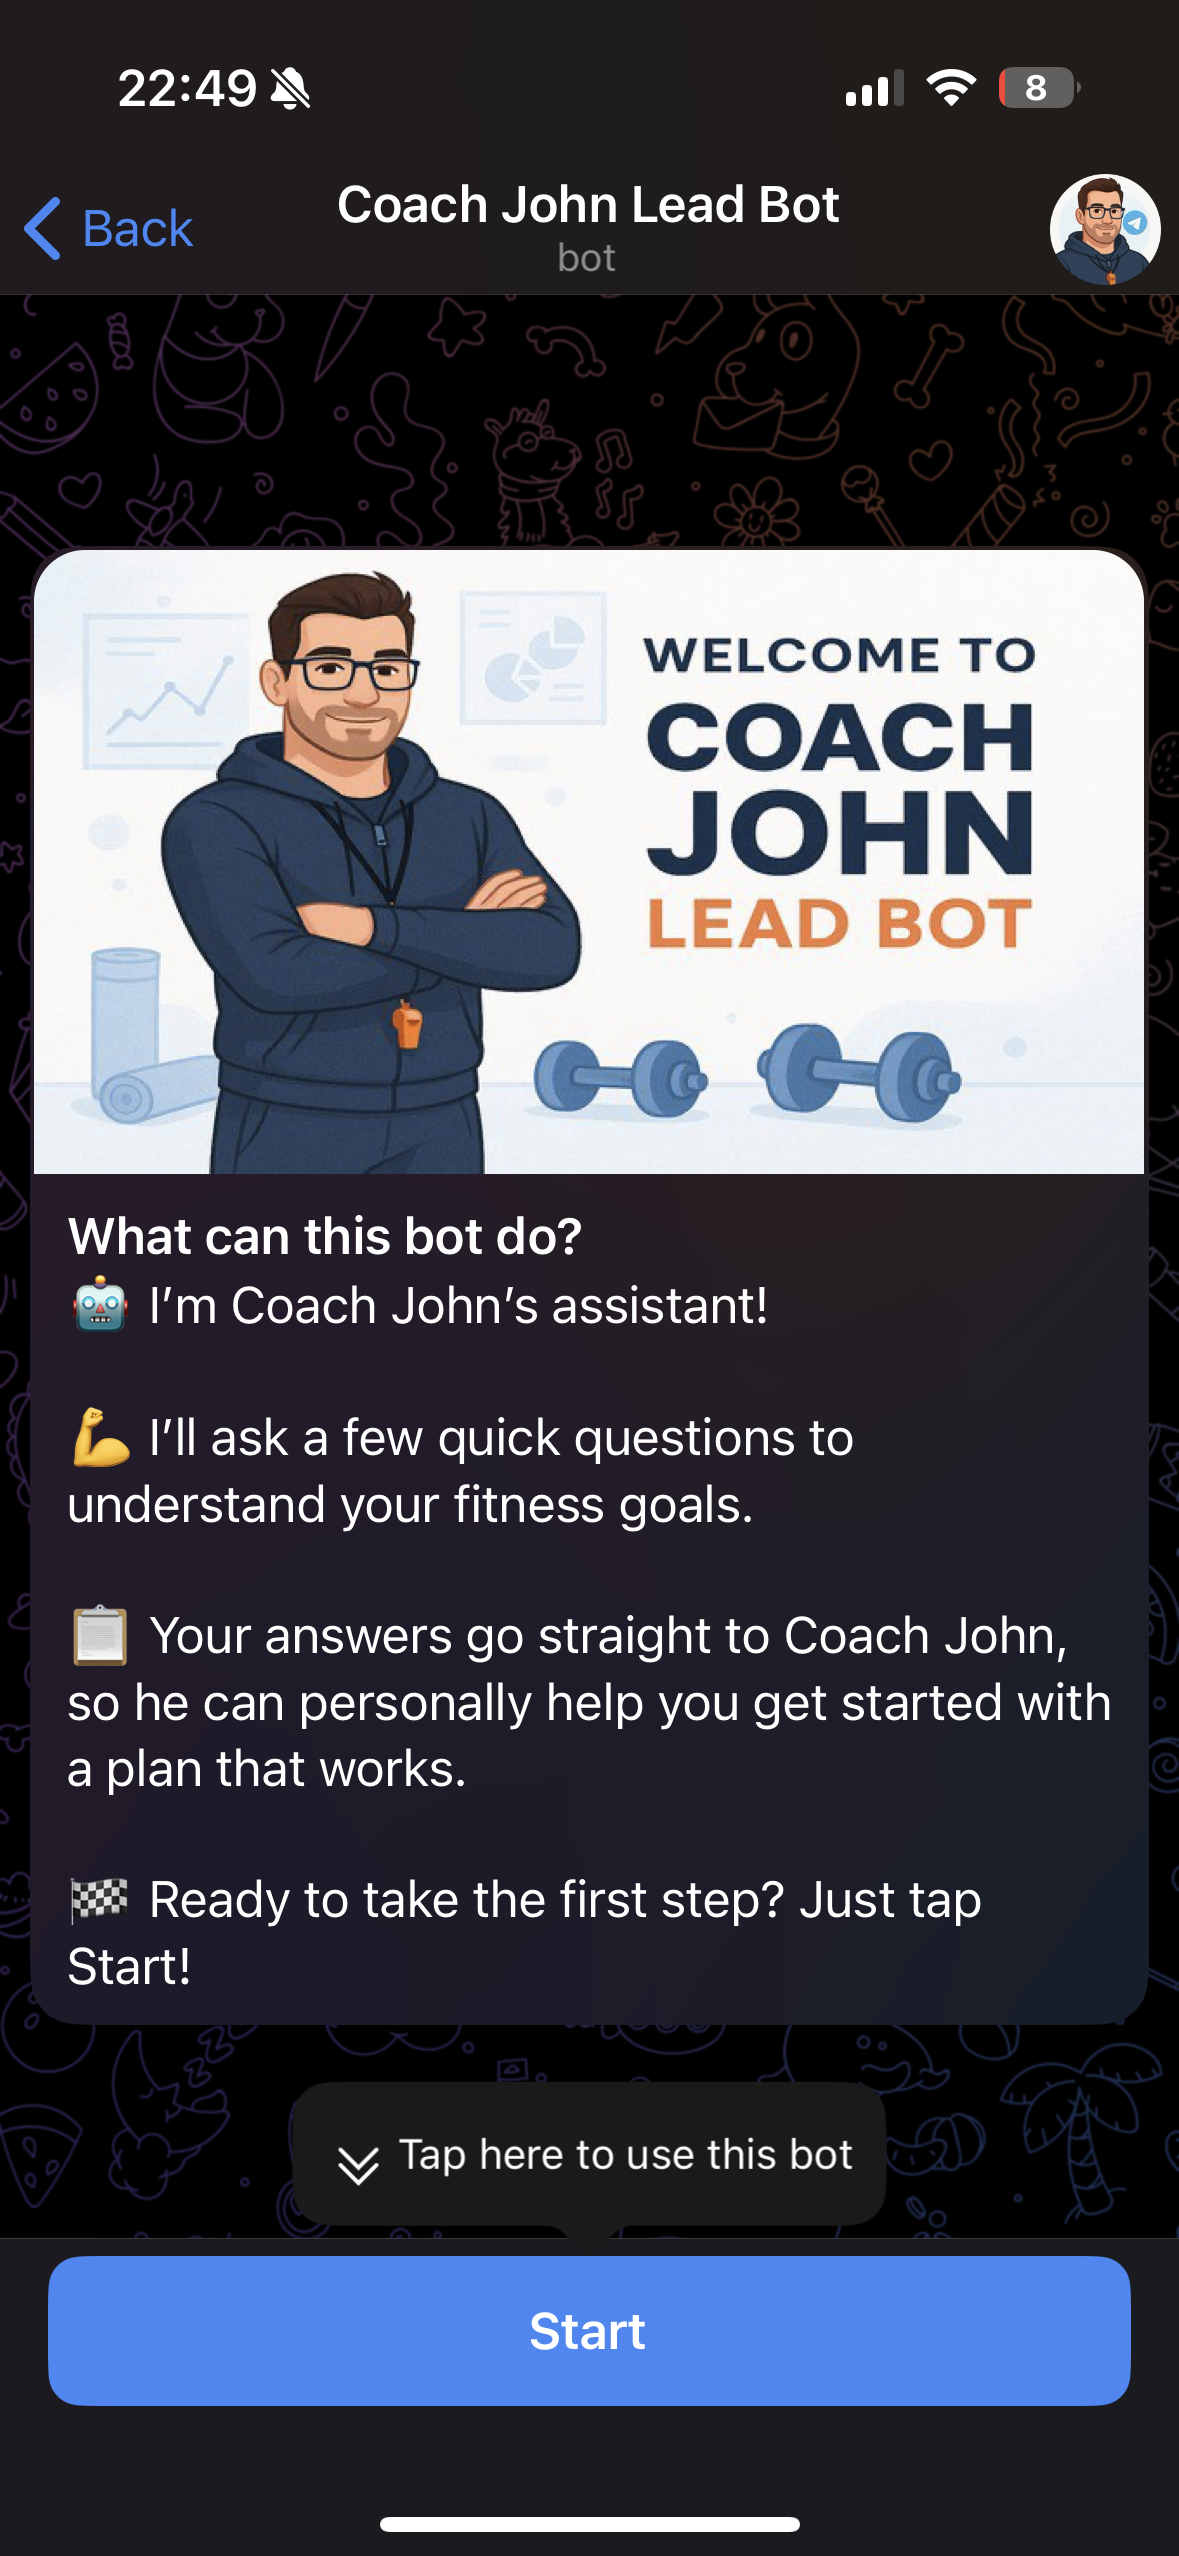 22:49
8
Back
Coach John Lead Bot
bot
WELCOME TO
COACH
JOHN
LEAD BOT
What can this bot do?
🤖 I’m Coach John’s assistant!
💪 I’ll ask a few quick questions to
understand your fitness goals.
📋 Your answers go straight to Coach John,
so he can personally help you get started with
a plan that works.
🏁 Ready to take the first step? Just tap
Start!
Tap here to use this bot
Start